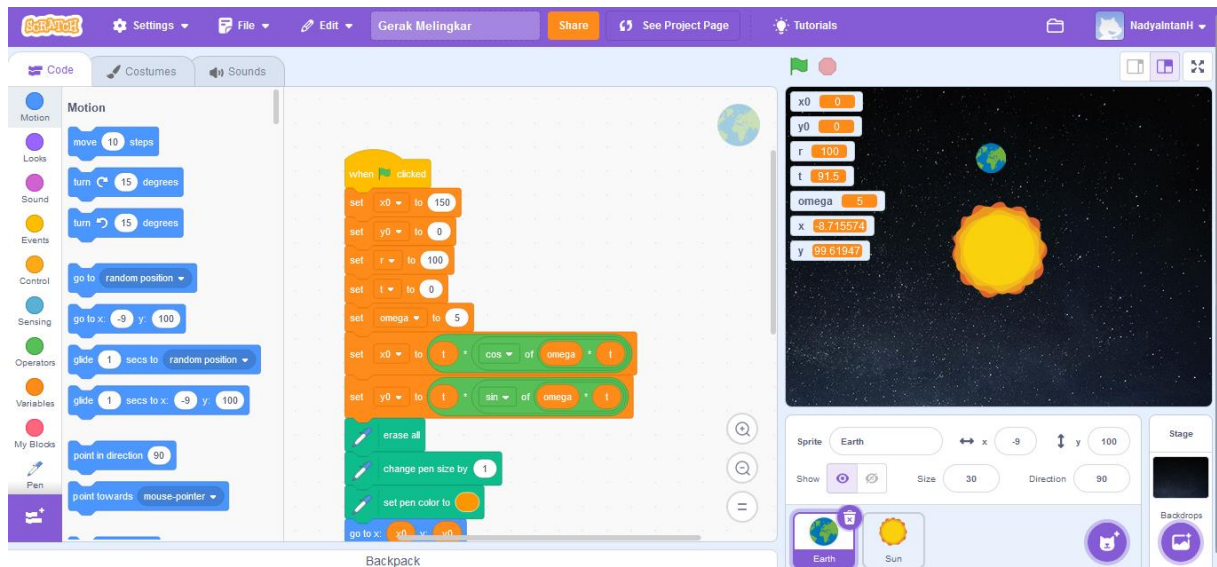 SCRATCH Settings File Edit Gerak Melingkar Share See Project Page Tutorials NadyaIntanH
Code Costumes Sounds
Motion
Looks
Sound
Events
Control
Sensing
Operators
Variables
My Blocks
Pen
Motion
move 10 steps
turn 15 degrees
turn 15 degrees
go to random position
go to x: -9 y: 100
glide 1 secs to random position
glide 1 secs to x: -9 y: 100
point in direction 90
point towards mouse-pointer
when clicked
set x0 to 150
set y0 to 0
set r to 100
set t to 0
set omega to 5
set x0 to t * cos of omega * t
set y0 to t * sin of omega * t
erase all
change pen size by 1
set pen color to
go to x: x0 y: y0
Backpack
x0 0
y0 0
r 100
t 91.5
omega 5
x -8.715574
y 99.61947
Sprite Earth x -9 y 100
Show Size 30 Direction 90
Earth
Sun
Stage
Backdrops